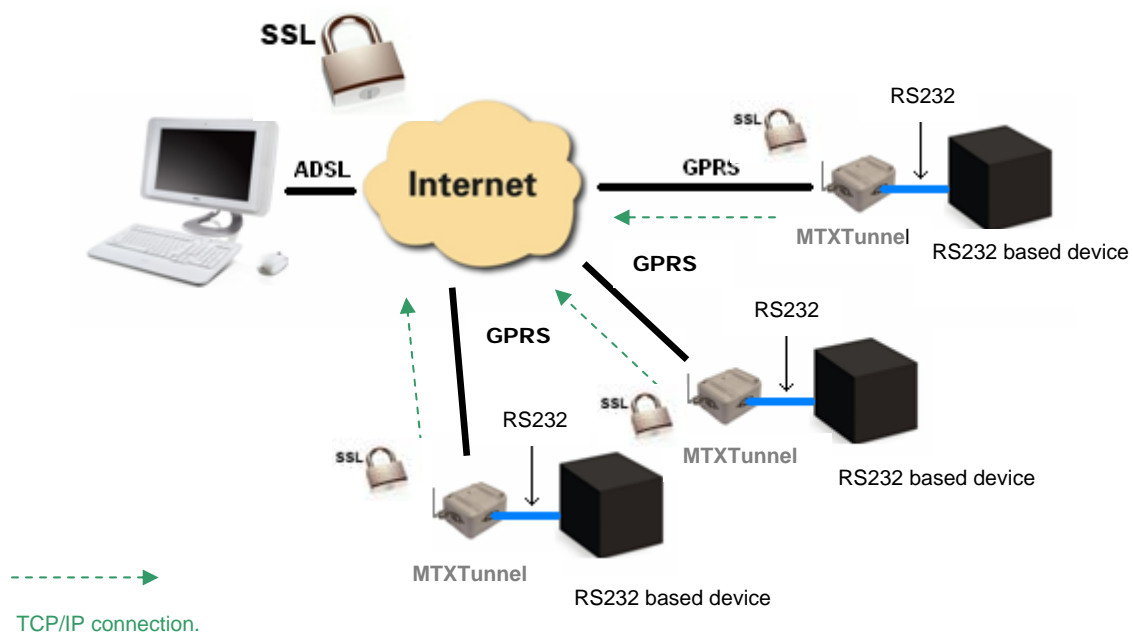 SSL
RS232
SSL
ADSL
GPRS
Internet
MTXTunnel
RS232 based device
GPRS
RS232
GPRS
SSL
RS232
MTXTunnel
SSL
RS232 based device
MTXTunnel
RS232 based device
TCP/IP connection.